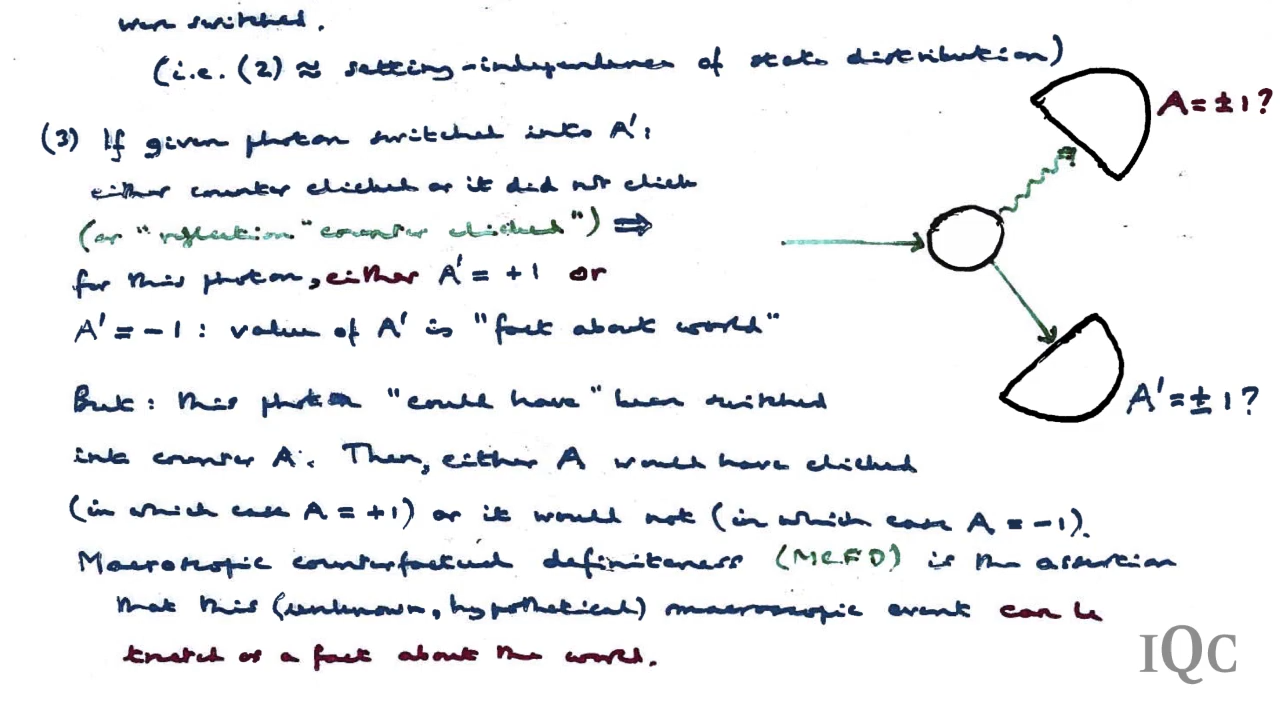 were switched.
(i.e. (2) ≈ setting-independence of state distribution)
A = ±1?
(3) If given photon switched into A':
either counter clicked or it did not click
(or "reflection" counter clicked") ⇒
for this photon, either A' = +1 or
A' = -1 : value of A' is "fact about world"
But: this photon "could have" been switched
A' = ±1?
into counter A. Then, either A would have clicked
(in which case A = +1) or it would not (in which case A = -1).
Macroscopic counterfactual definiteness (MCFD) is the assertion
that this (unknown, hypothetical) macroscopic event can be
treated as a fact about the world.
IQC